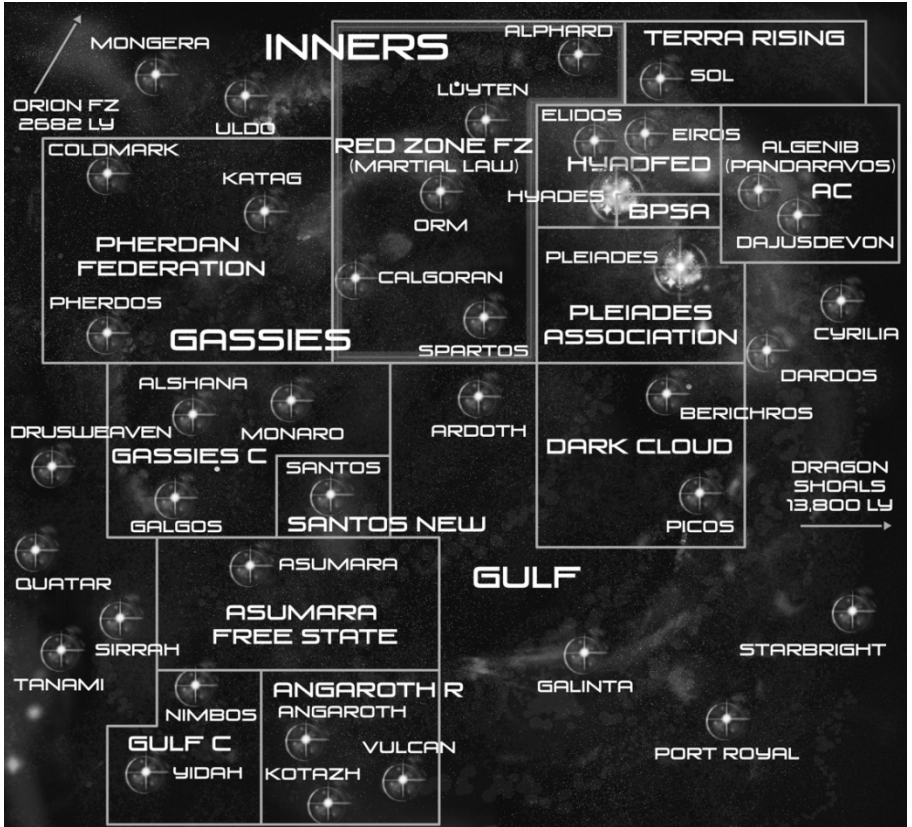 MONGERA
INNERS
ALPHARD
TERRA RISING
SOL
ORION FZ
2682 LY
ULDO
LUYTEN
COLDMARK
KATAG
RED ZONE FZ
(MARTIAL LAW)
ELIDOS
EIROS
HYADFED
HYADES
BPSA
ALGENIB
(PANDARAVOS)
AC
DAJUSDEVON
ORM
PHERDAN
FEDERATION
CALGORAN
PLEIADES
PHERDOS
GASSIES
SPARTOS
PLEIADES
ASSOCIATION
CYRILIA
DARDOS
ALSHANA
MONARO
ARDOTH
BERICHROS
DRUSWEAVEN
GASSIES C
DARK CLOUD
SANTOS
GALGOS
SANTOS NEW
PICOS
DRAGON
SHOALS
13,800 LY
QUATAR
ASUMARA
GULF
ASUMARA
FREE STATE
SIRRAH
TANAMI
STARBRIGHT
GALINTA
NIMBOS
ANGAROTH R
ANGAROTH
GULF C
YIDAH
KOTAZH
VULCAN
PORT ROYAL